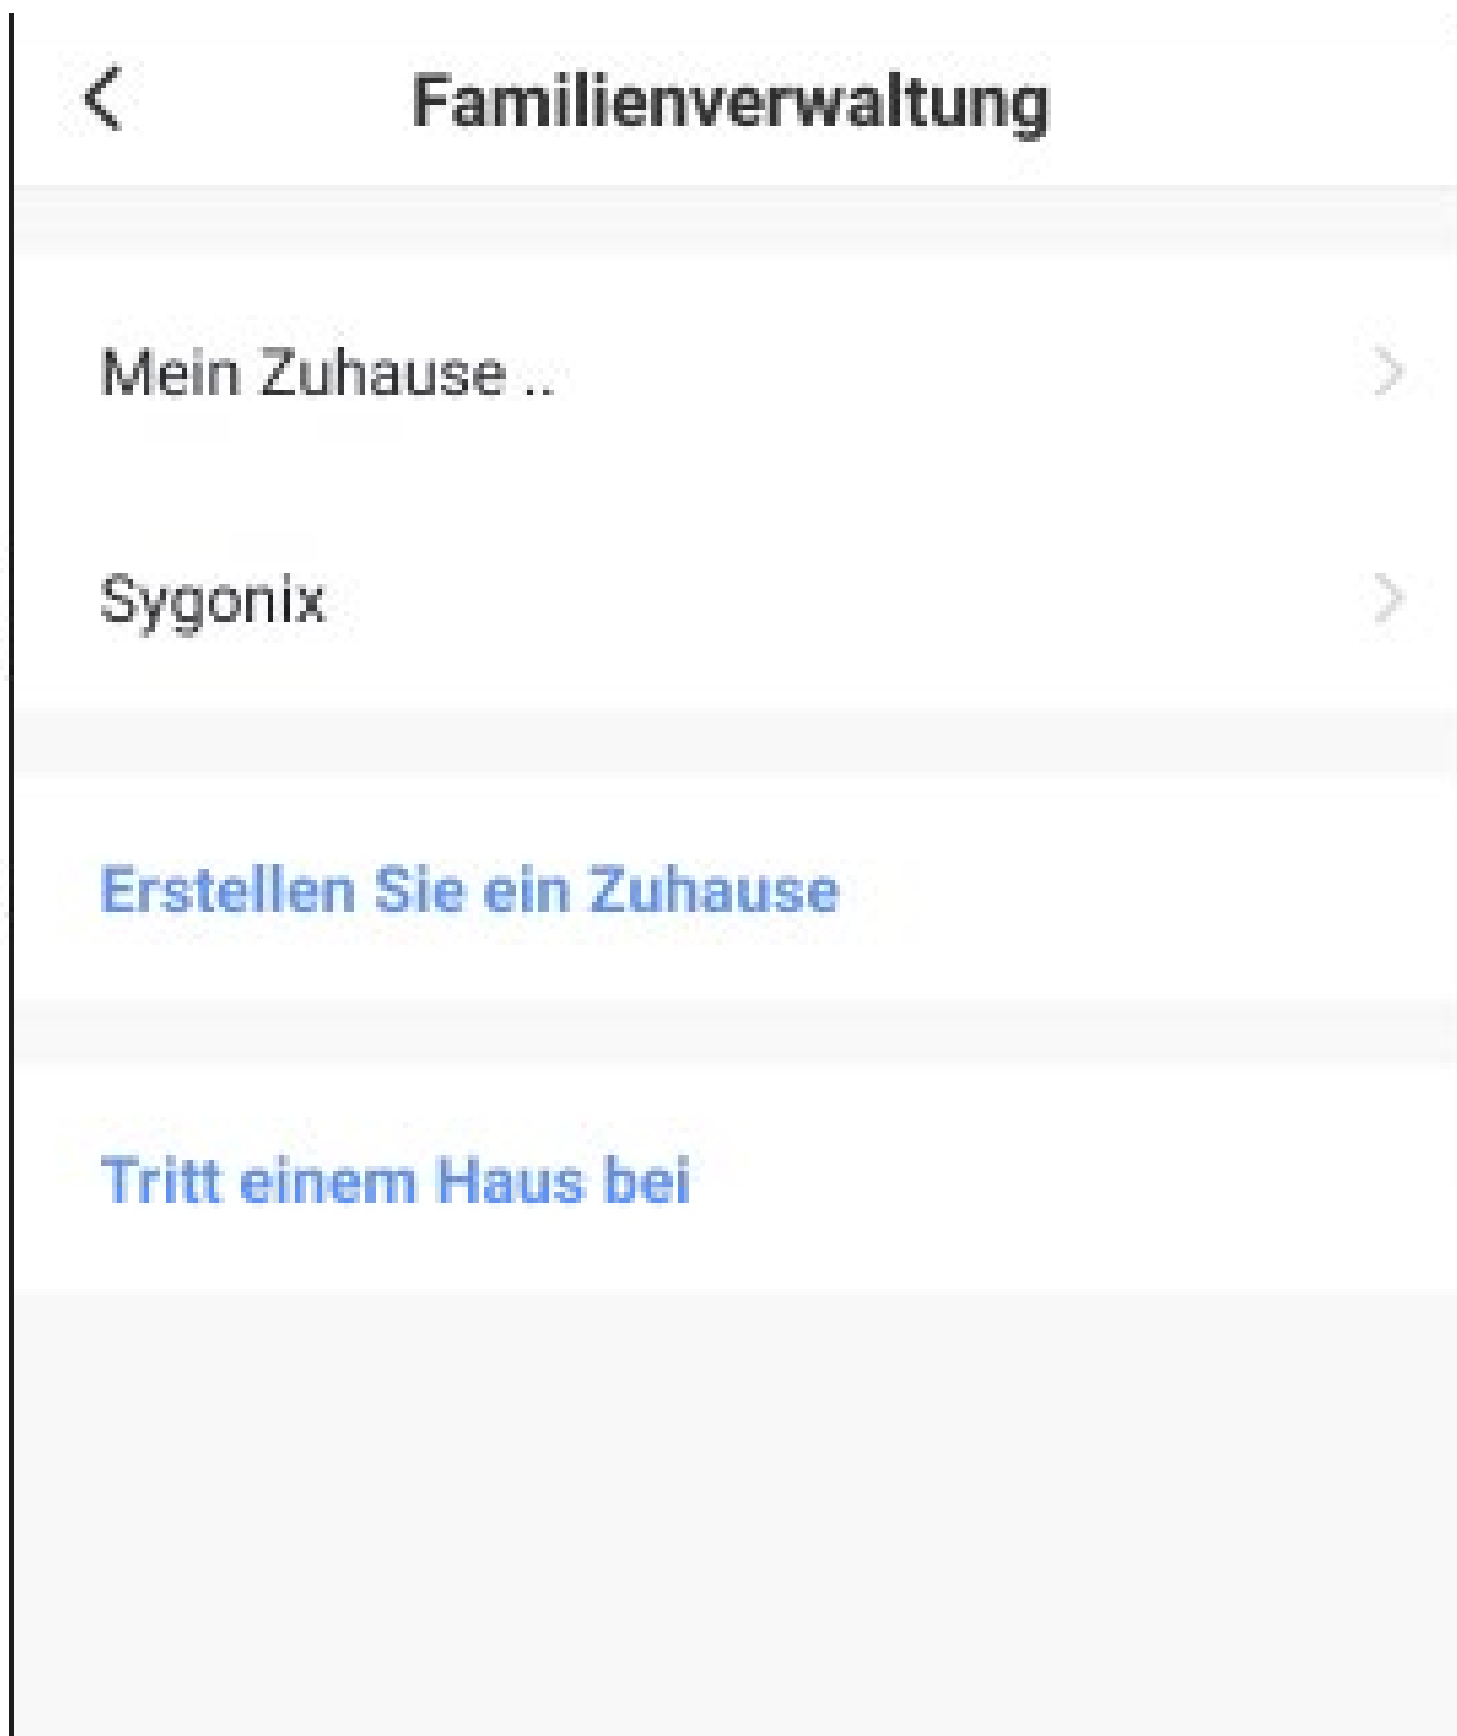 Familienverwaltung
Mein Zuhause ..
Sygonix
Erstellen Sie ein Zuhause
Tritt einem Haus bei